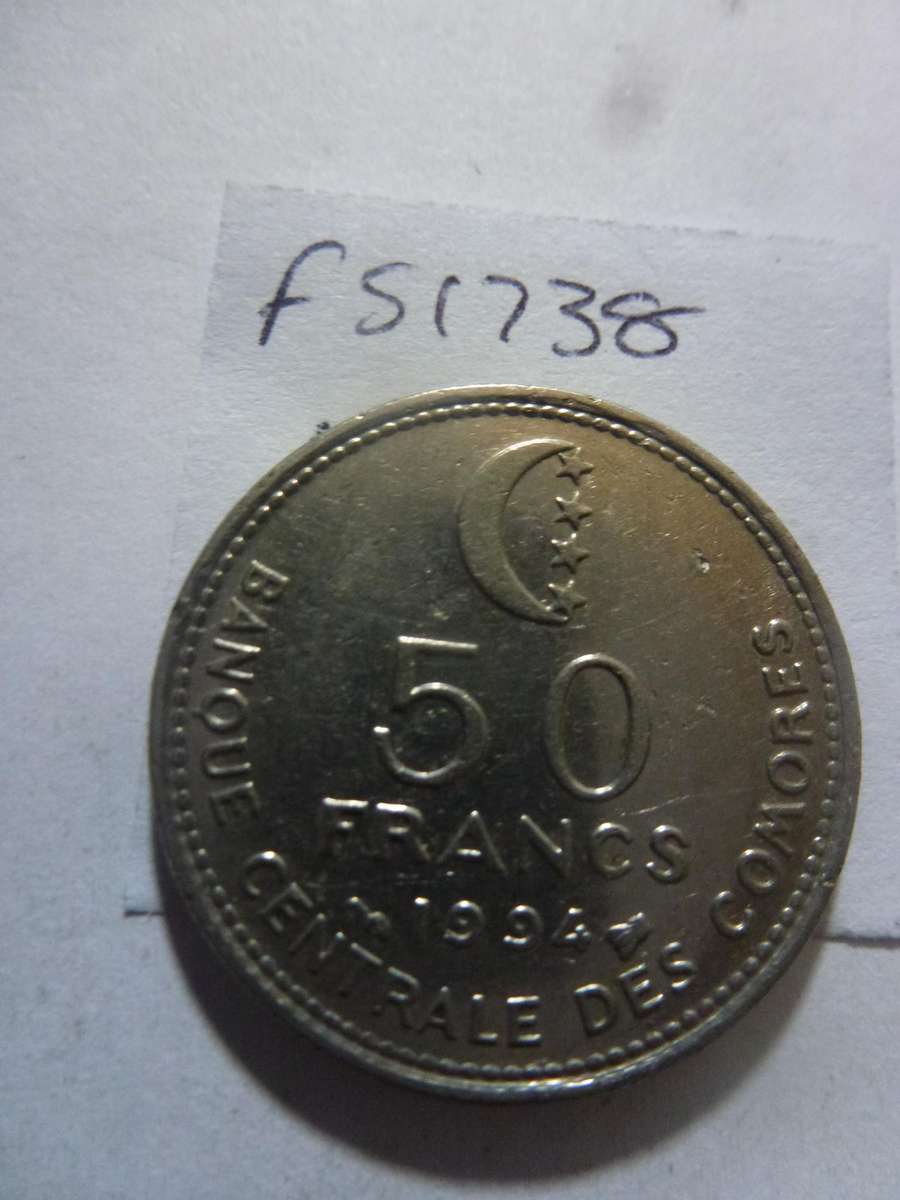 FS1738
50
FRANCS
1994
BANQUE CENTRALE DES COMORES